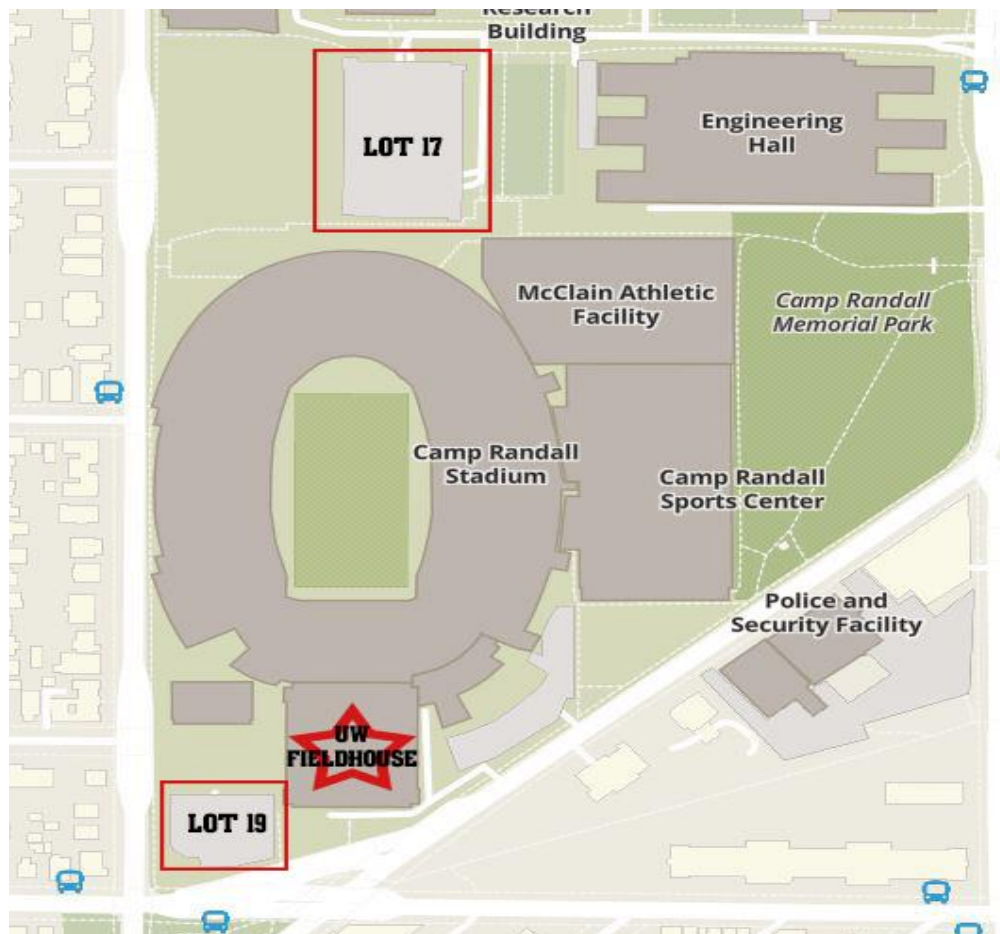 Research
Building
LOT 17
Engineering
Hall
McClain Athletic
Facility
Camp Randall
Memorial Park
Camp Randall
Stadium
Camp Randall
Sports Center
Police and
Security Facility
UW
FIELDHOUSE
LOT 19